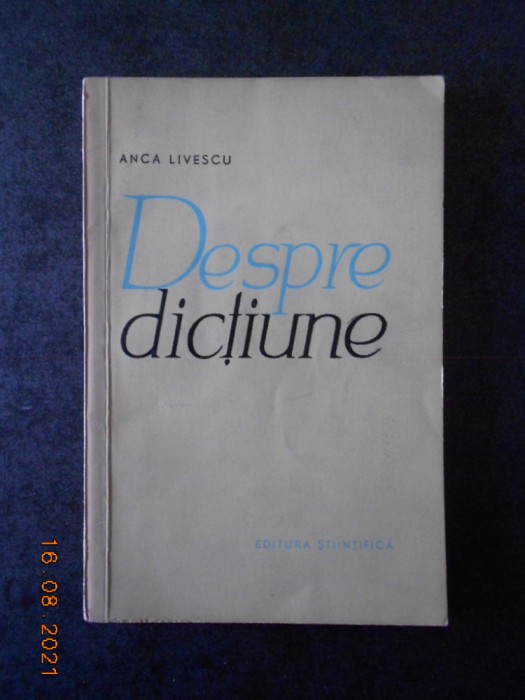 ANCA LIVESCU
Despre
dicțiune
EDITURA ȘTIINȚIFICĂ
16.08.2021